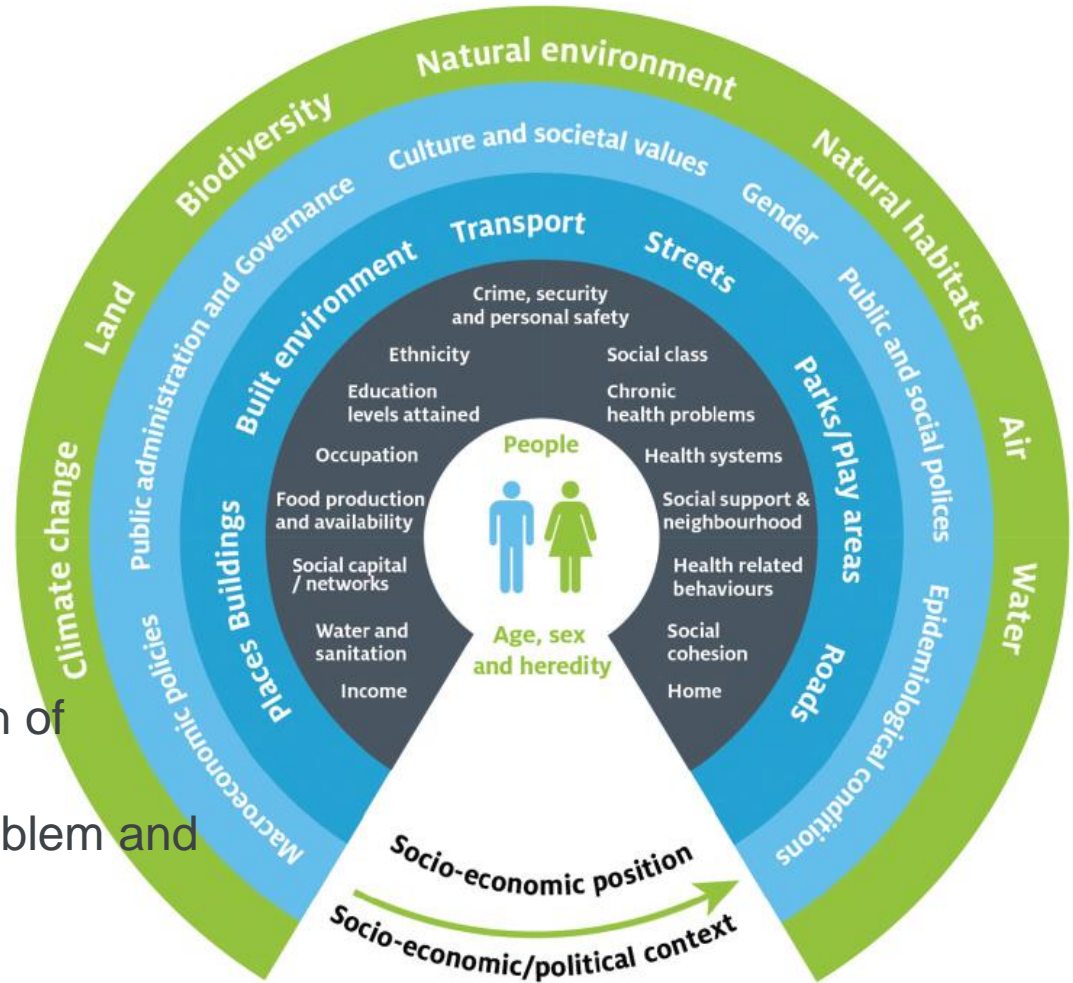 Natural environment
Biodiversity
Natural habitats
Land
Air
Climate change
Water
Culture and societal values
Public administration and Governance
Gender
Public and social polices
Macroeconomic policies
Epidemiological conditions
Transport
Built environment
Streets
Parks/Play areas
Buildings
Places
Roads
Crime, security
and personal safety
Ethnicity
Education
levels attained
Occupation
Food production
and availability
Social capital
/ networks
Water and
sanitation
Income
Social class
Chronic
health problems
Health systems
Social support &
neighbourhood
Health related
behaviours
Social
cohesion
Home
People
Age, sex
and heredity
of
and
Socio-economic position
Socio-economic/political context